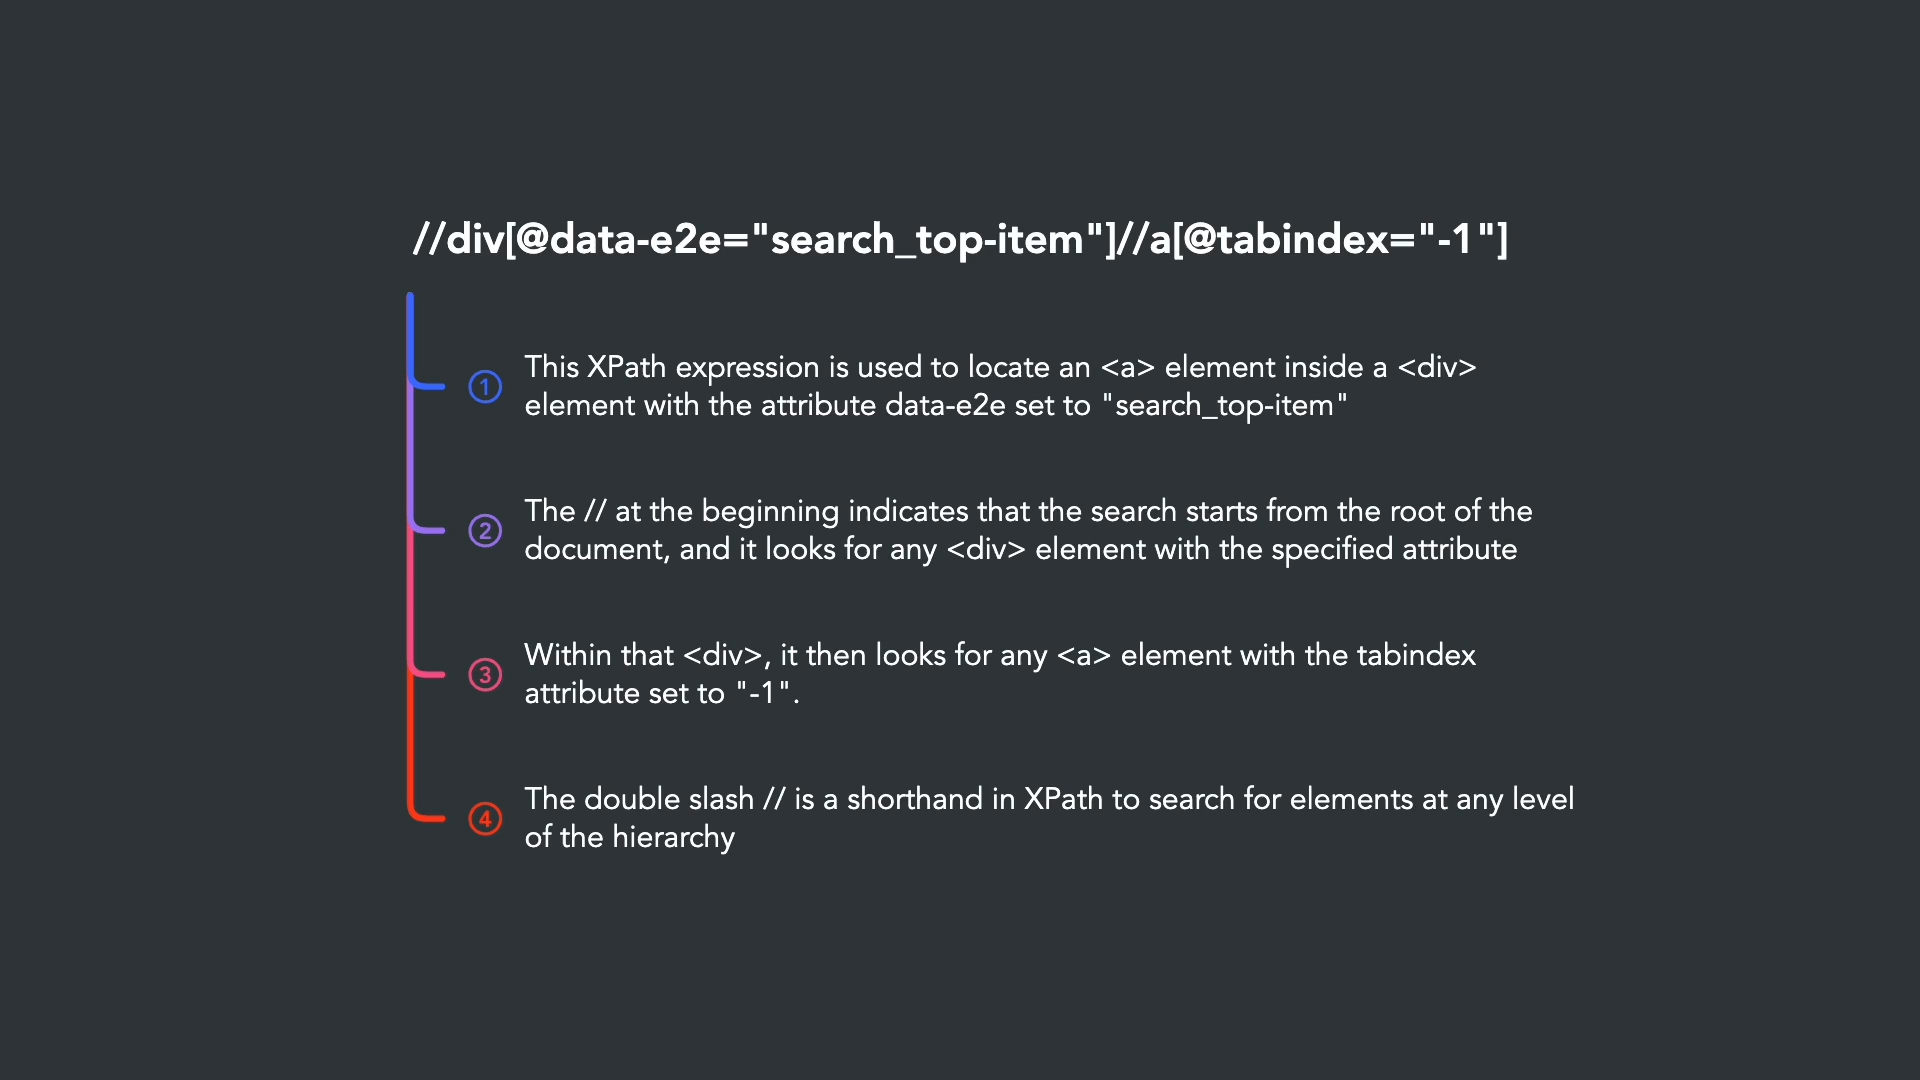 //div[@data-e2e="search_top-item"]//a[@tabindex="-1"]
1 This XPath expression is used to locate an <a> element inside a <div>
element with the attribute data-e2e set to "search_top-item"
2 The // at the beginning indicates that the search starts from the root of the
document, and it looks for any <div> element with the specified attribute
3 Within that <div>, it then looks for any <a> element with the tabindex
attribute set to "-1".
4 The double slash // is a shorthand in XPath to search for elements at any level
of the hierarchy